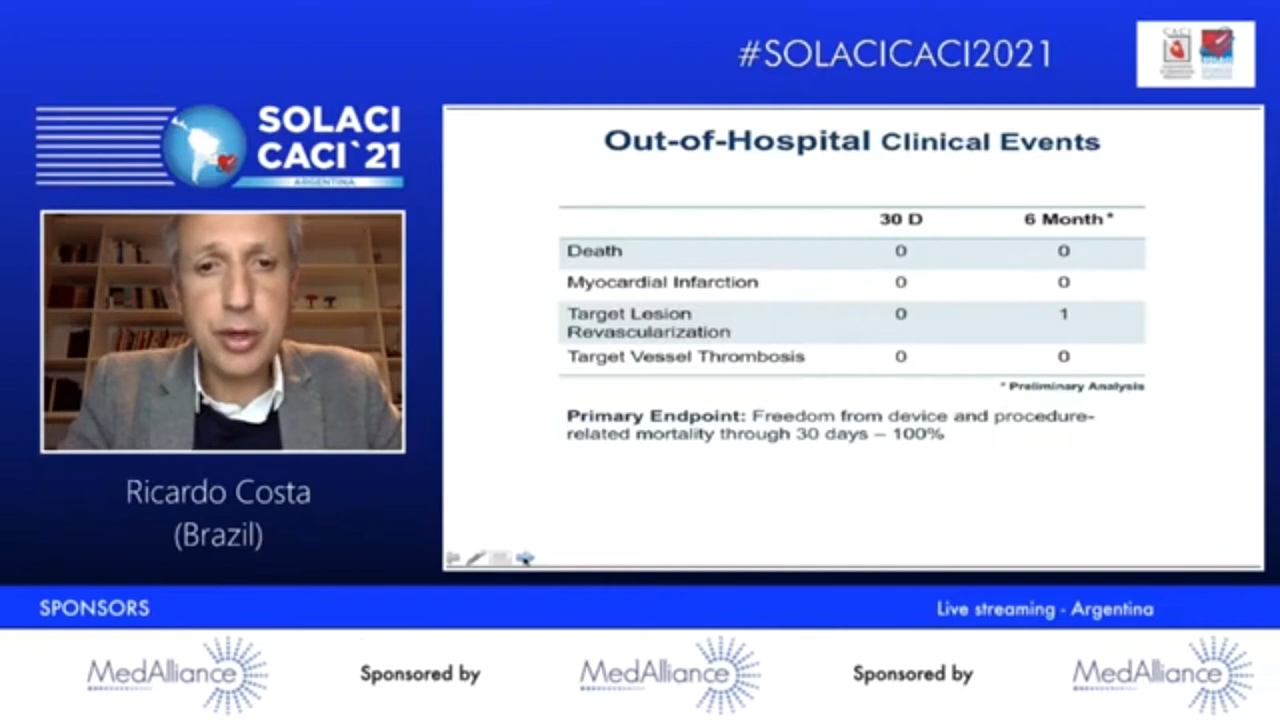 #SOLACICACI2021
CACI
SOLACI
SOLACI
CACI`21
ARGENTINA
Out-of-Hospital Clinical Events
30 D 6 Month*
Death 0 0
Myocardial Infarction 0 0
Target Lesion
Revascularization 0 1
Target Vessel Thrombosis 0 0
* Preliminary Analysis
Primary Endpoint: Freedom from device and procedure-
related mortality through 30 days – 100%
Ricardo Costa
(Brazil)
SPONSORS Live streaming - Argentina
MedAlliance Sponsored by MedAlliance Sponsored by MedAlliance